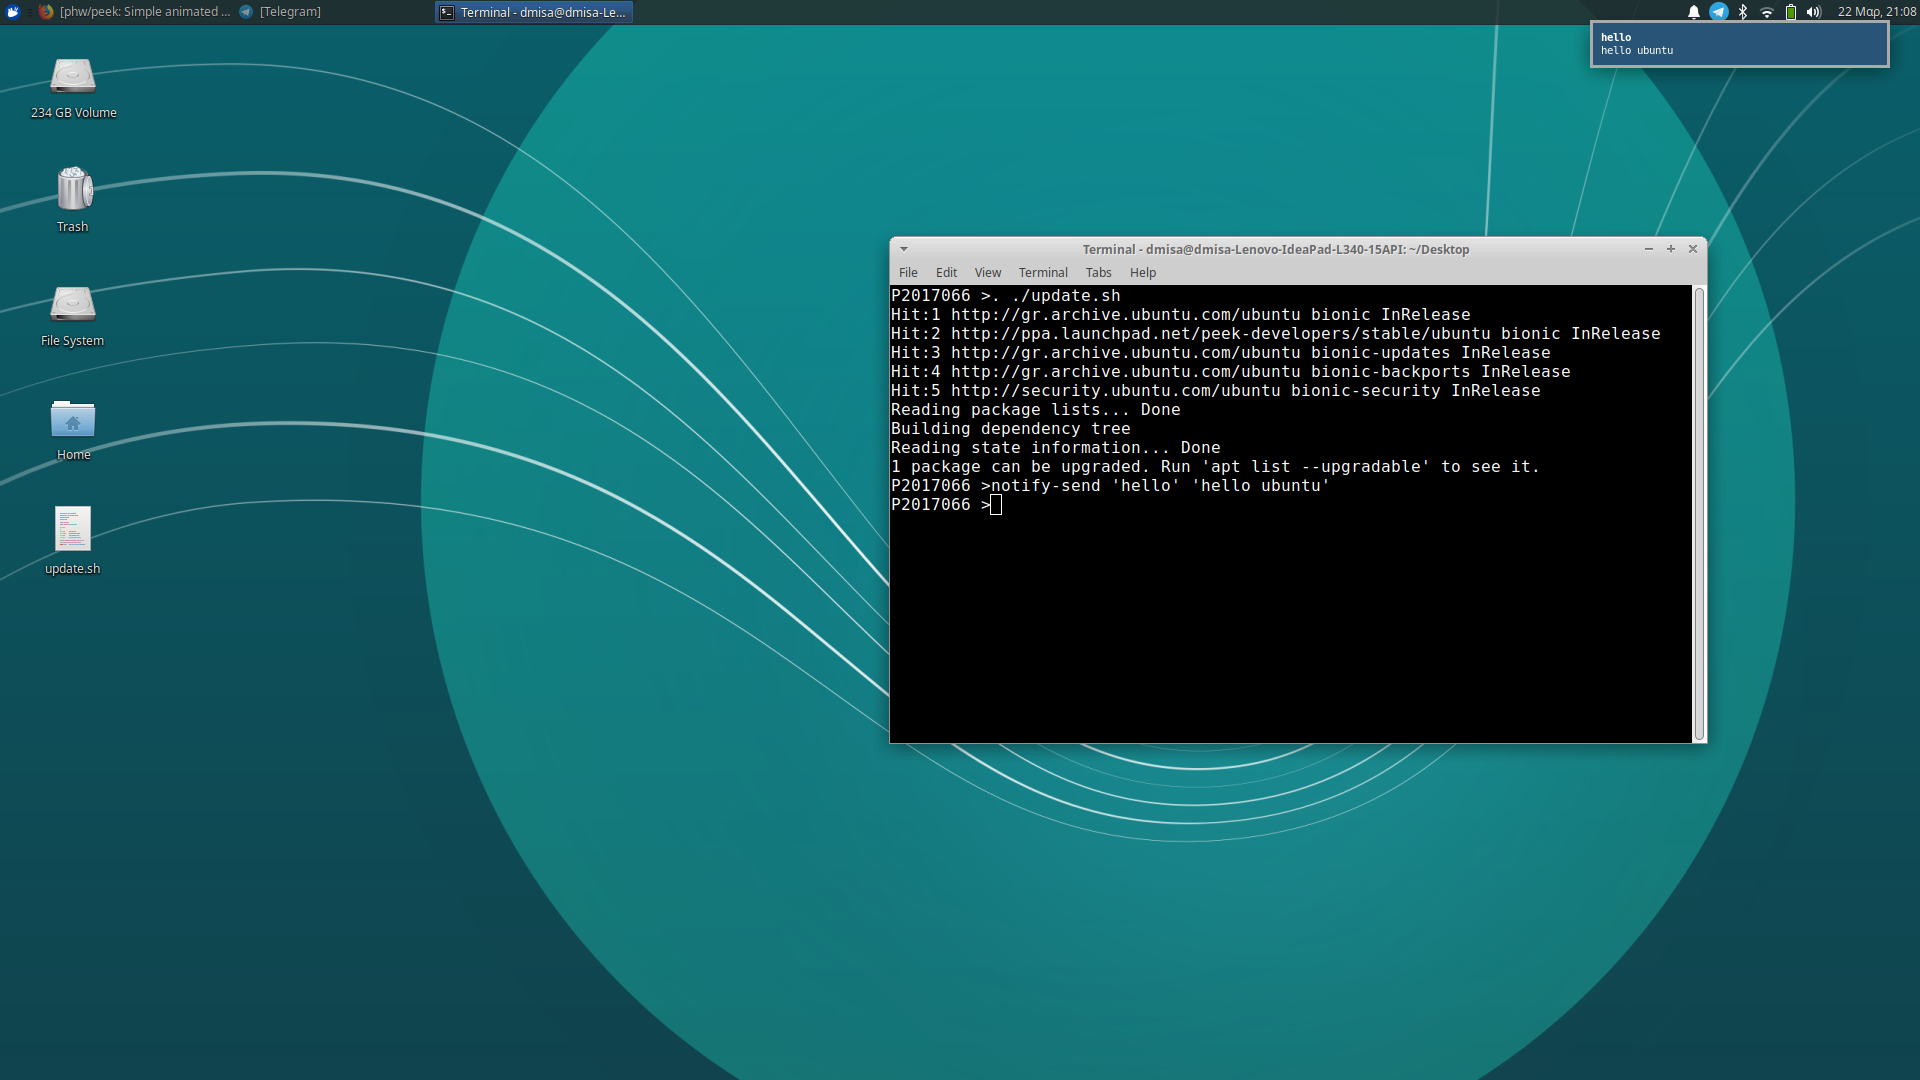 [phw/peek: Simple animated ...
[Telegram]
Terminal - dmisa@dmisa-Le...
22 Μαρ, 21:08
hello
hello ubuntu
234 GB Volume
Trash
File System
Home
update.sh
Terminal - dmisa@dmisa-Lenovo-IdeaPad-L340-15API: ~/Desktop
File Edit View Terminal Tabs Help
P2017066 >. ./update.sh
Hit:1 http://gr.archive.ubuntu.com/ubuntu bionic InRelease
Hit:2 http://ppa.launchpad.net/peek-developers/stable/ubuntu bionic InRelease
Hit:3 http://gr.archive.ubuntu.com/ubuntu bionic-updates InRelease
Hit:4 http://gr.archive.ubuntu.com/ubuntu bionic-backports InRelease
Hit:5 http://security.ubuntu.com/ubuntu bionic-security InRelease
Reading package lists... Done
Building dependency tree
Reading state information... Done
1 package can be upgraded. Run 'apt list --upgradable' to see it.
P2017066 >notify-send 'hello' 'hello ubuntu'
P2017066 >